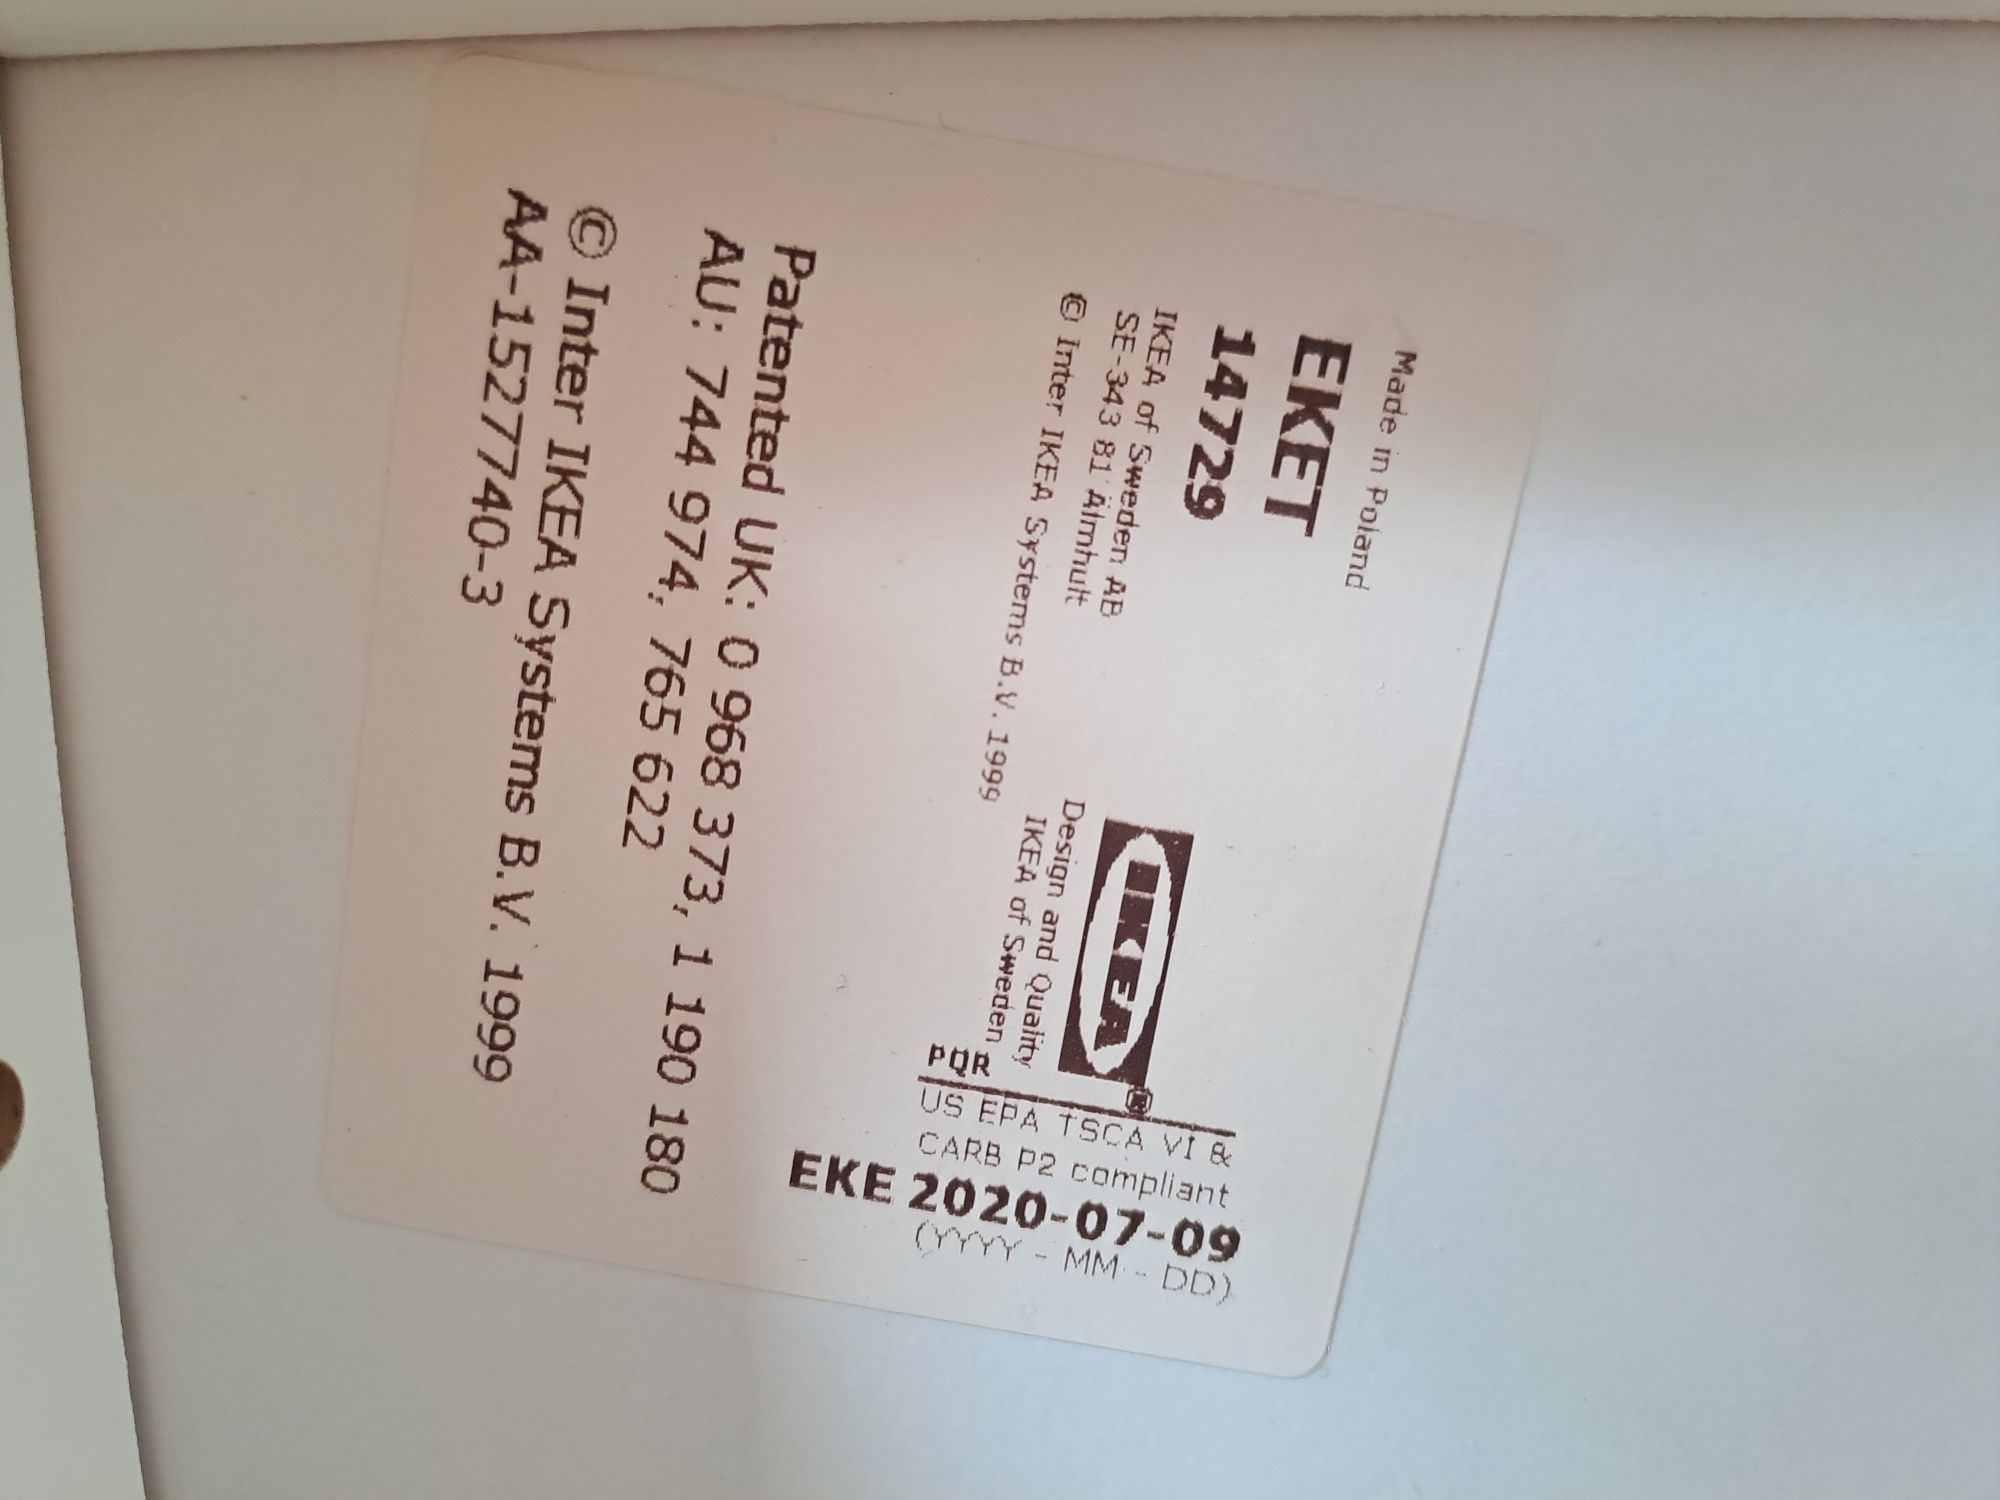 Made in Poland
EKET
14729
IKEA of Sweden AB
SE-343 81 Älmhult
© Inter IKEA Systems B.V. 1999
IKEA®
Design and Quality
IKEA of Sweden
PQR
US EPA TSCA VI &
CARB P2 compliant
EKE 2020-07-09
(YYYY - MM - DD)
Patented UK: 0 968 373, 1 190 180
AU: 744 974; 765 622
© Inter IKEA Systems B.V. 1999
AA-1527740-3